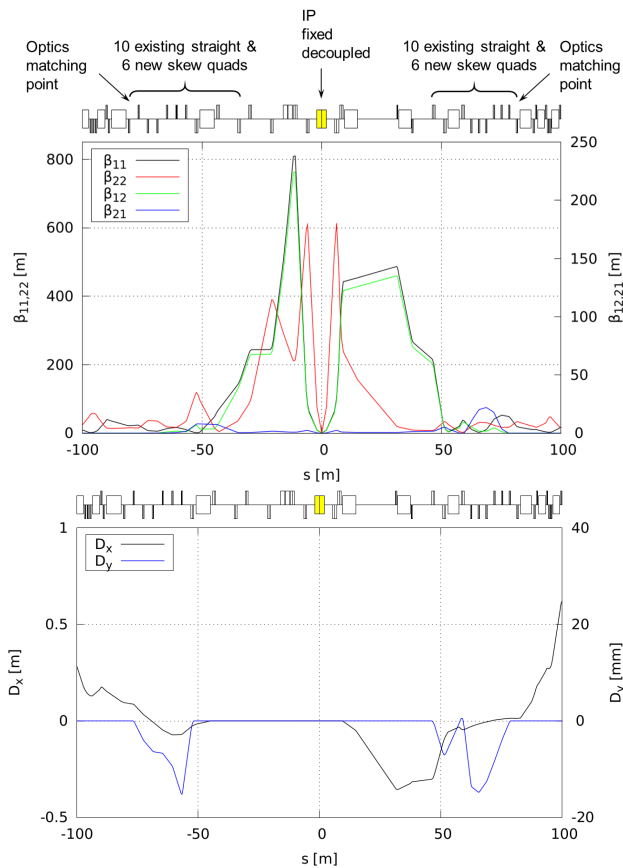 IP
fixed
decoupled
Optics
matching
point
10 existing straight &
6 new skew quads
10 existing straight &
6 new skew quads
Optics
matching
point
β11
β22
β12
β21
800
600
400
200
0
250
200
150
100
50
0
β11,22 [m]
β12,21 [m]
-100
-50
0
50
100
s [m]
Dx
Dy
1
0.5
0
-0.5
40
20
0
-20
Dx [m]
Dy [mm]
-100
-50
0
50
100
s [m]